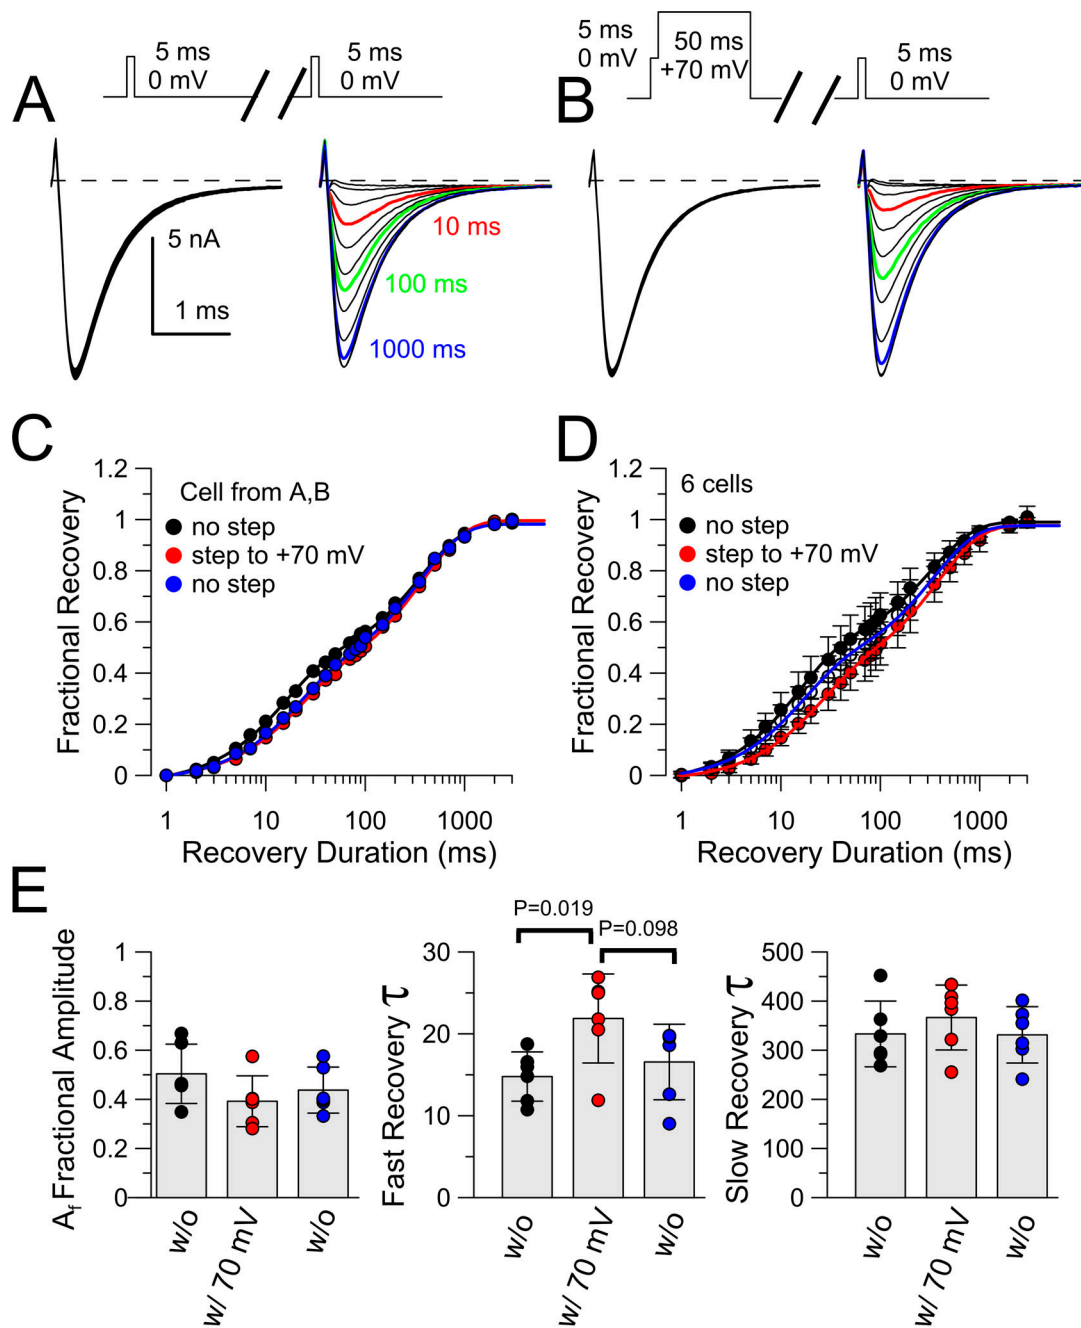 A
5 ms
0 mV
5 ms
0 mV
5 nA
1 ms
10 ms
100 ms
1000 ms
B
5 ms
0 mV
50 ms
+70 mV
5 ms
0 mV
C
Fractional Recovery
1.2
1
0.8
0.6
0.4
0.2
0
Cell from A,B
no step
step to +70 mV
no step
1
10
100
1000
Recovery Duration (ms)
D
Fractional Recovery
1.2
1
0.8
0.6
0.4
0.2
0
6 cells
no step
step to +70 mV
no step
1
10
100
1000
Recovery Duration (ms)
E
Af Fractional Amplitude
1
0.8
0.6
0.4
0.2
0
w/o
w/ 70 mV
w/o
Fast Recovery τ
30
20
10
0
P=0.019
P=0.098
w/o
w/ 70 mV
w/o
Slow Recovery τ
500
400
300
200
100
0
w/o
w/ 70 mV
w/o